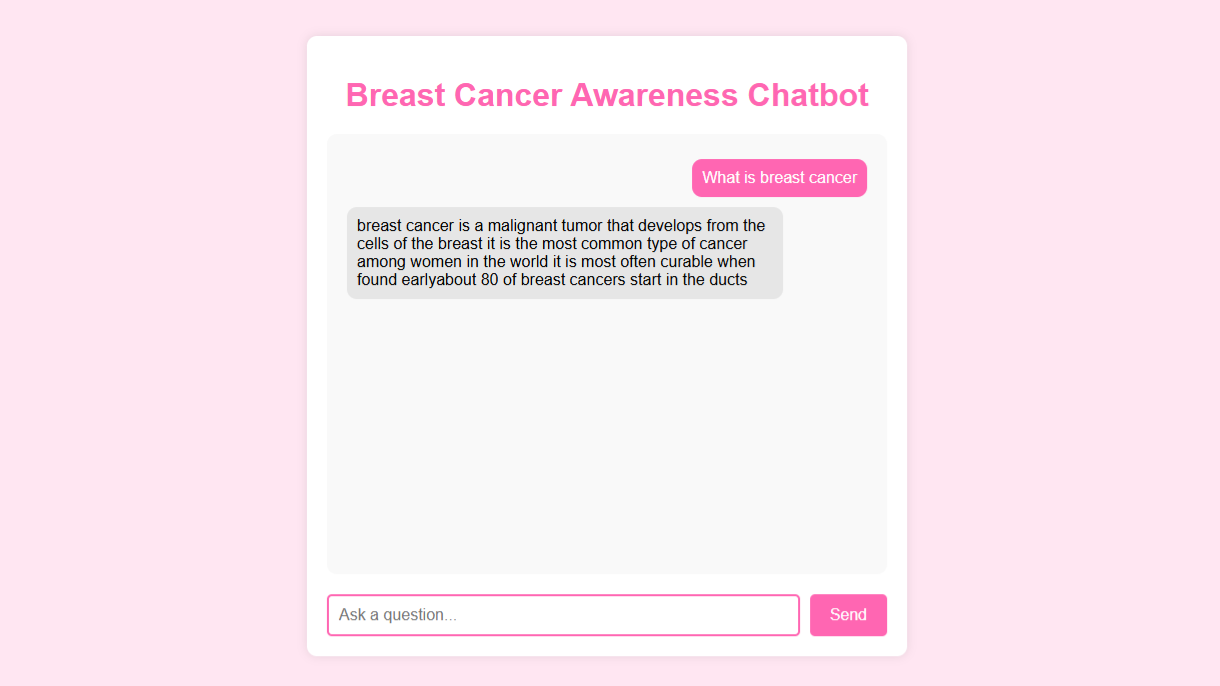 Breast Cancer Awareness Chatbot
What is breast cancer
breast cancer is a malignant tumor that develops from the
cells of the breast it is the most common type of cancer
among women in the world it is most often curable when
found earlyabout 80 of breast cancers start in the ducts
Ask a question...
Send